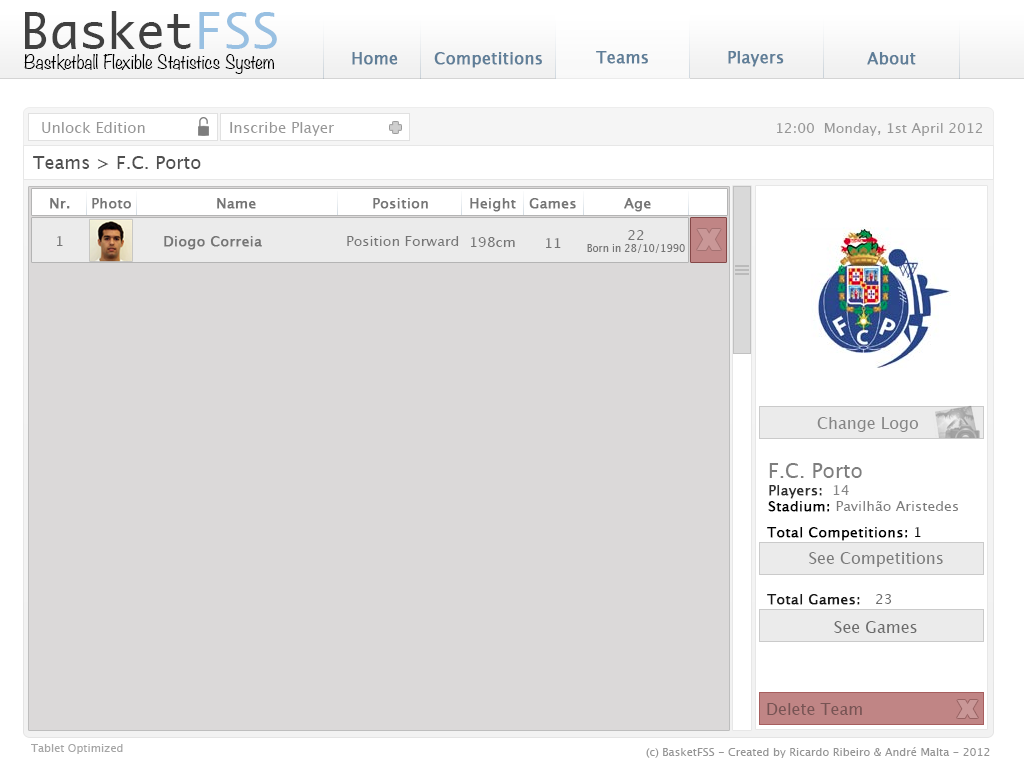 BasketFSS
Bastketball Flexible Statistics System
Home
Competitions
Teams
Players
About
Unlock Edition
Inscribe Player
12:00 Monday, 1st April 2012
Teams > F.C. Porto
Nr. Photo Name Position Height Games Age
1 Diogo Correia Position Forward 198cm 11 22
Born in 28/10/1990
X
FCP
Change Logo
F.C. Porto
Players: 14
Stadium: Pavilhão Aristedes
Total Competitions: 1
See Competitions
Total Games: 23
See Games
Delete Team X
Tablet Optimized
(c) BasketFSS - Created by Ricardo Ribeiro & André Malta - 2012